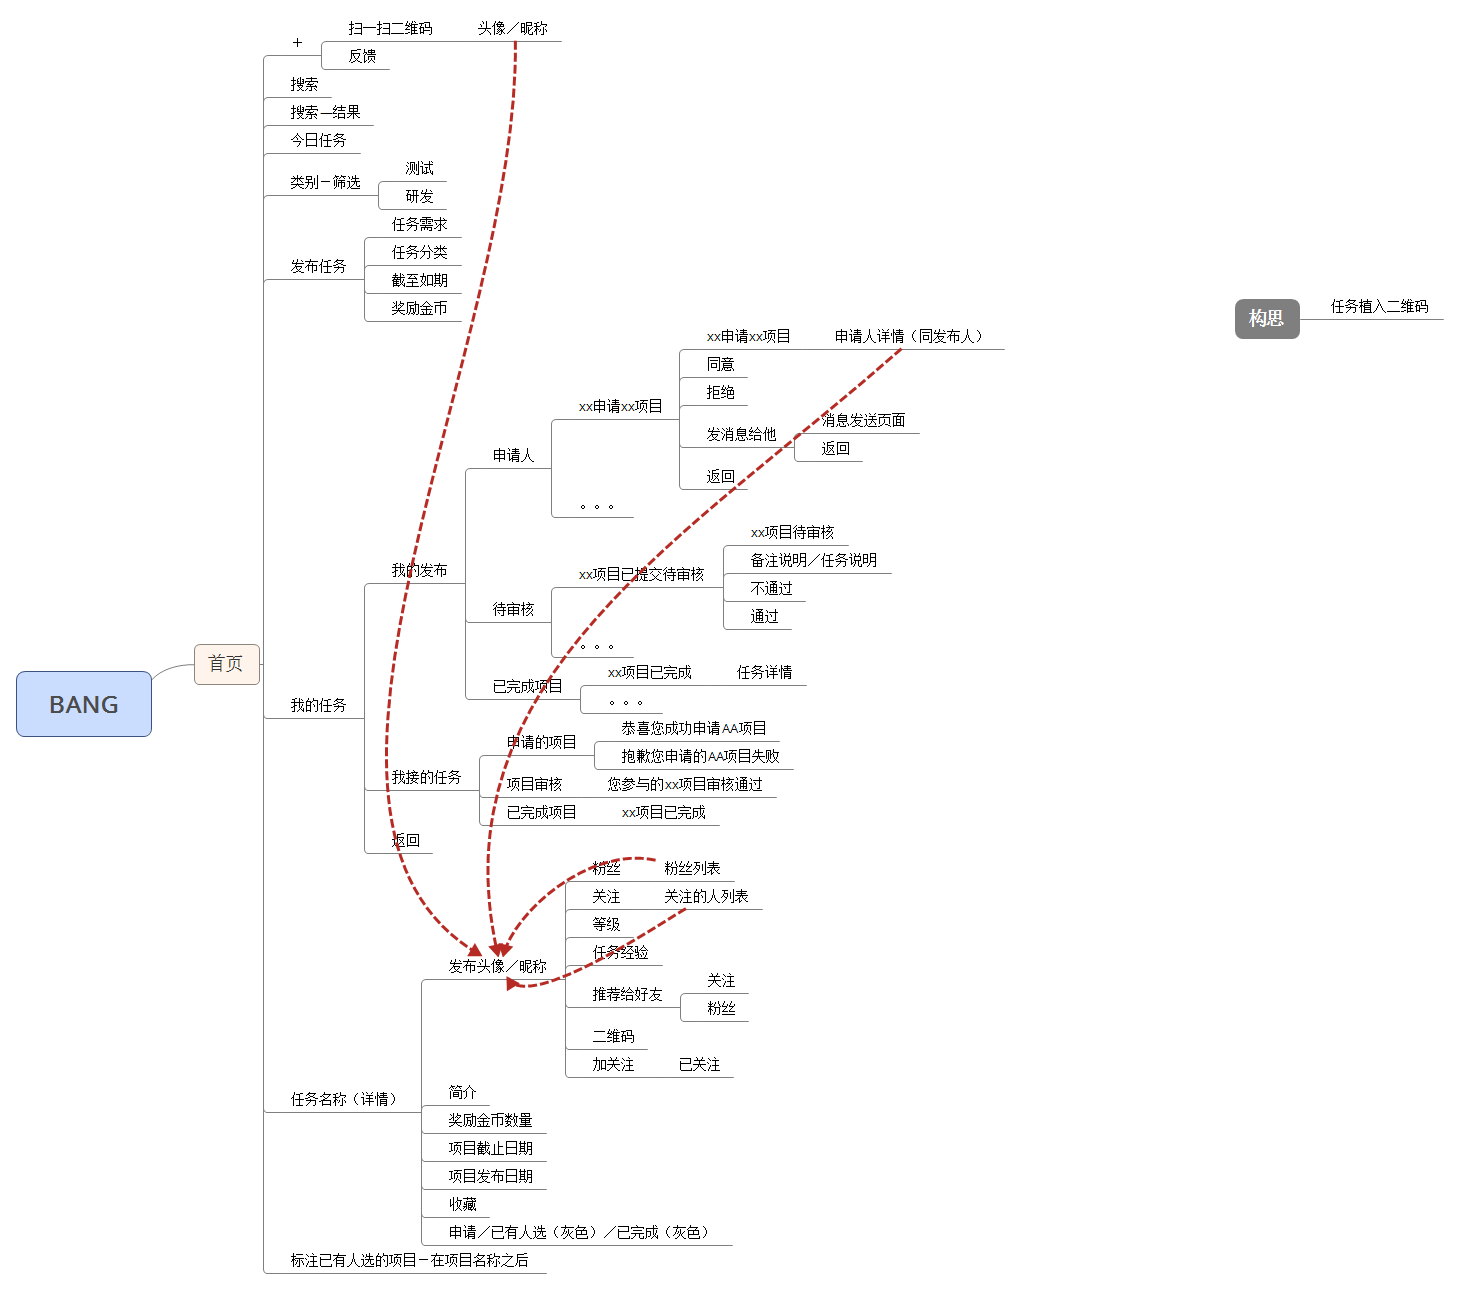 ＋
扫一扫二维码
头像／昵称
反馈
搜索
搜索—结果
今日任务
类别－筛选
测试
研发
发布任务
任务需求
任务分类
截至如期
奖励金币
构思
任务植入二维码
BANG
首页
我的任务
我的发布
申请人
xx申请xx项目
xx申请xx项目
申请人详情（同发布人）
同意
拒绝
发消息给他
消息发送页面
返回
返回
。。。
待审核
xx项目已提交待审核
xx项目待审核
备注说明／任务说明
不通过
通过
。。。
已完成项目
xx项目已完成
任务详情
。。。
我接的任务
申请的项目
恭喜您成功申请AA项目
抱歉您申请的AA项目失败
项目审核
您参与的xx项目审核通过
已完成项目
xx项目已完成
返回
任务名称（详情）
发布头像／昵称
粉丝
粉丝列表
关注
关注的人列表
等级
任务经验
推荐给好友
关注
粉丝
二维码
加关注
已关注
简介
奖励金币数量
项目截止日期
项目发布日期
收藏
申请／已有人选（灰色）／已完成（灰色）
标注已有人选的项目－在项目名称之后